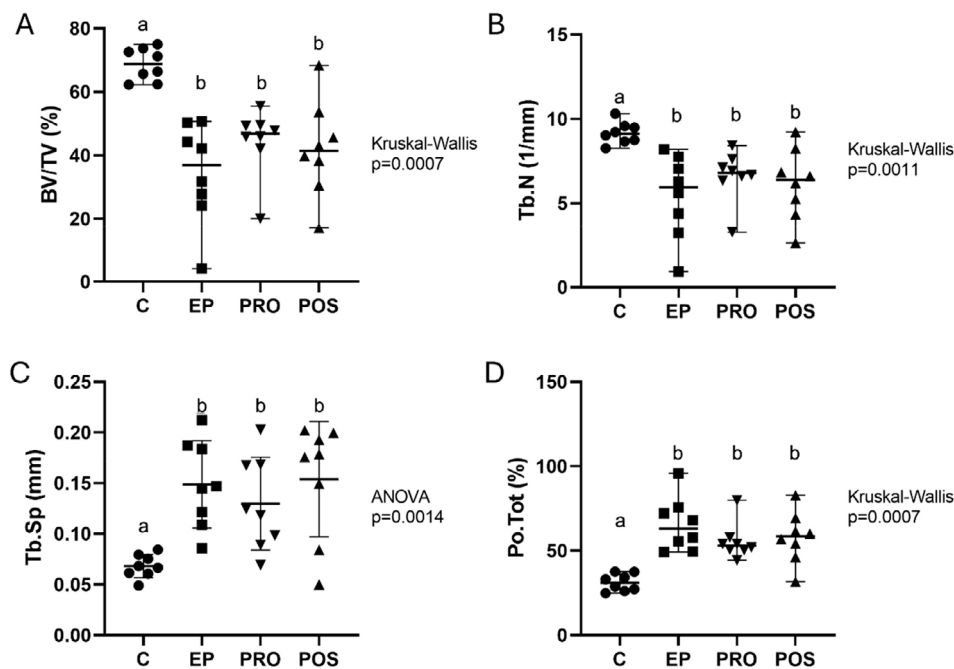 A
BV/TV (%)
80
60
40
20
0
a
b
b
b
C
EP
PRO
POS
Kruskal-Wallis
p=0.0007
B
Tb.N (1/mm)
15
10
5
0
a
b
b
b
C
EP
PRO
POS
Kruskal-Wallis
p=0.0011
C
Tb.Sp (mm)
0.25
0.20
0.15
0.10
0.05
0.00
a
b
b
b
C
EP
PRO
POS
ANOVA
p=0.0014
D
Po.Tot (%)
150
100
50
0
a
b
b
b
C
EP
PRO
POS
Kruskal-Wallis
p=0.0007